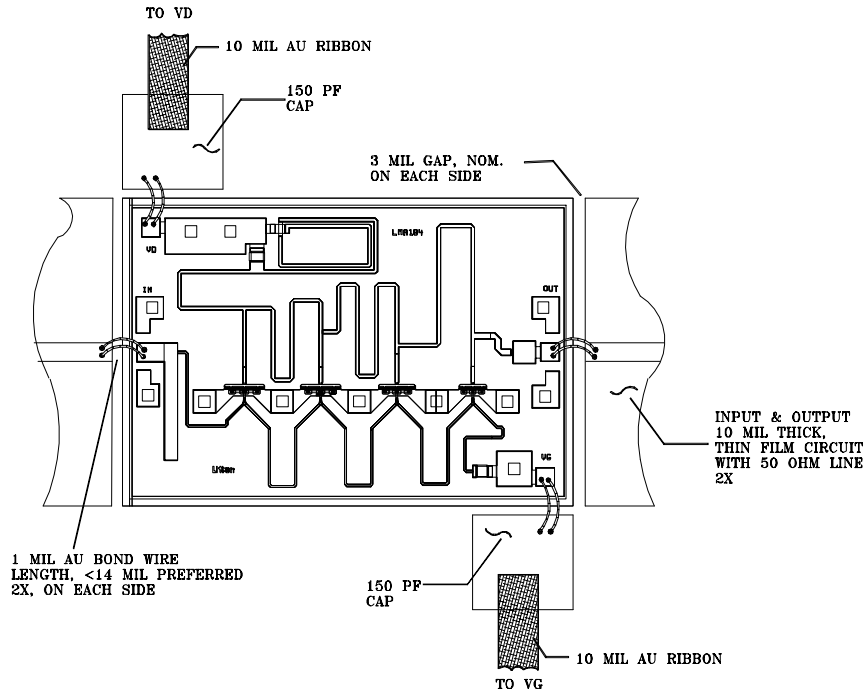 TO VD
10 MIL AU RIBBON
150 PF
CAP
3 MIL GAP, NOM.
ON EACH SIDE
LMA184
VD
IN
OUT
INPUT & OUTPUT
10 MIL THICK,
THIN FILM CIRCUIT
WITH 50 OHM LINE
2X
VG
1 MIL AU BOND WIRE
LENGTH, <14 MIL PREFERRED
2X, ON EACH SIDE
150 PF
CAP
10 MIL AU RIBBON
TO VG